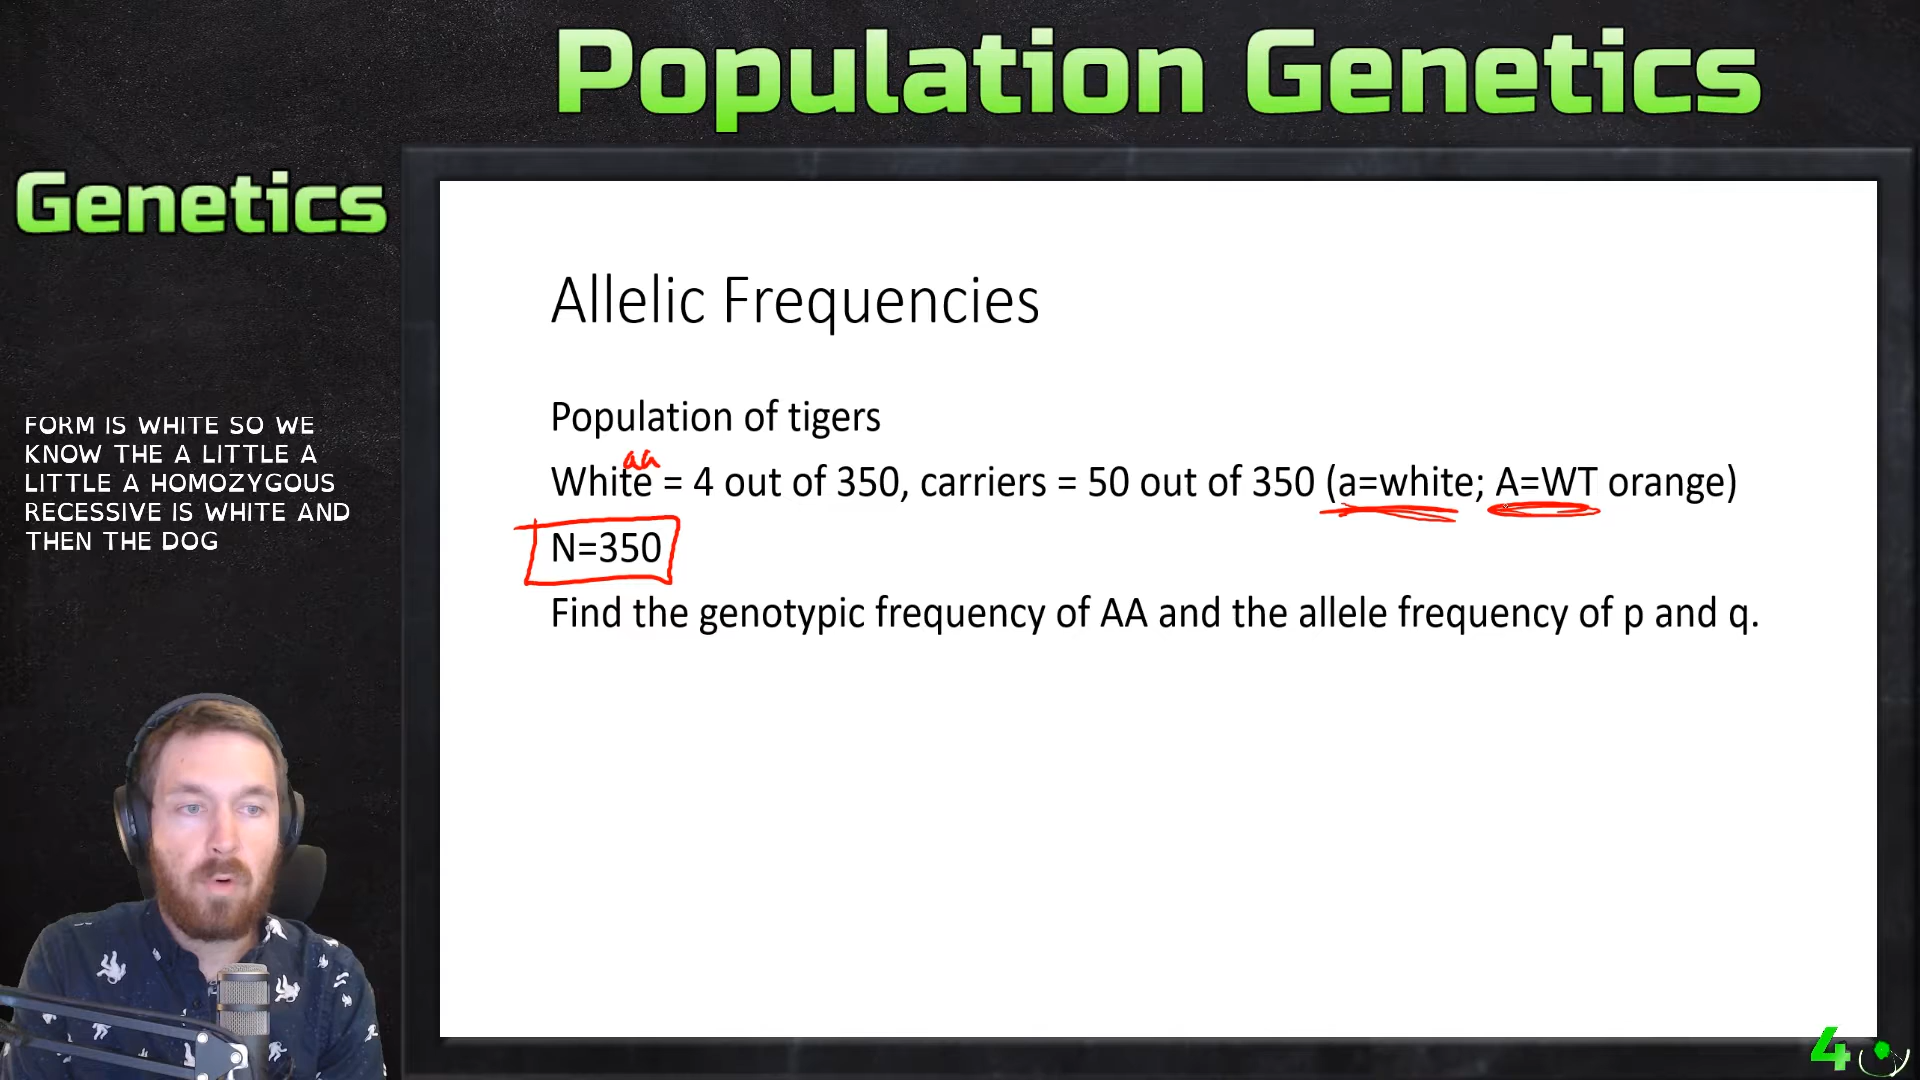 Population Genetics
Genetics
Allelic Frequencies
Population of tigers
aa
White = 4 out of 350, carriers = 50 out of 350 (a=white; A=WT orange)
N=350
Find the genotypic frequency of AA and the allele frequency of p and q.
FORM IS WHITE SO WE
KNOW THE A LITTLE A
LITTLE A HOMOZYGOUS
RECESSIVE IS WHITE AND
THEN THE DOG
4